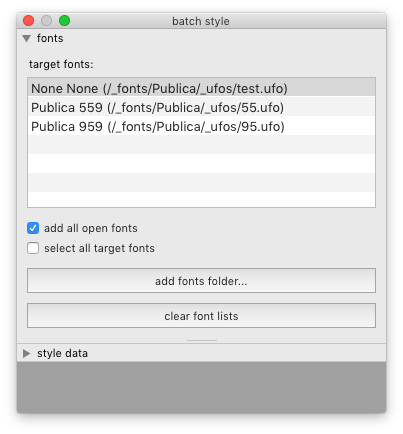 batch style
fonts
target fonts:
None None (/_fonts/Publica/_ufos/test.ufo)
Publica 559 (/_fonts/Publica/_ufos/55.ufo)
Publica 959 (/_fonts/Publica/_ufos/95.ufo)
add all open fonts
select all target fonts
add fonts folder...
clear font lists
style data